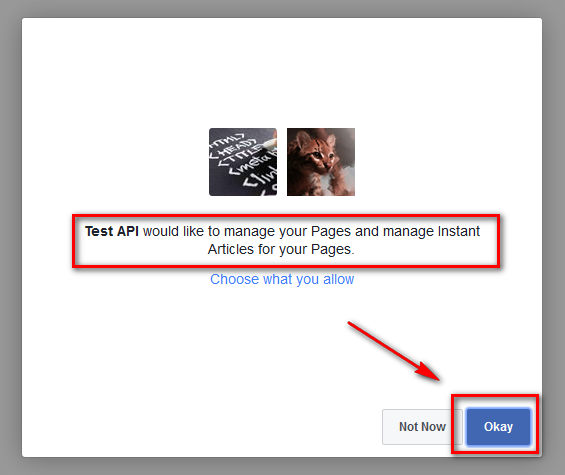 <HTML>
<HEAD>
<TITLE
<meta
<link
Test API would like to manage your Pages and manage Instant
Articles for your Pages.
Choose what you allow
Not Now
Okay